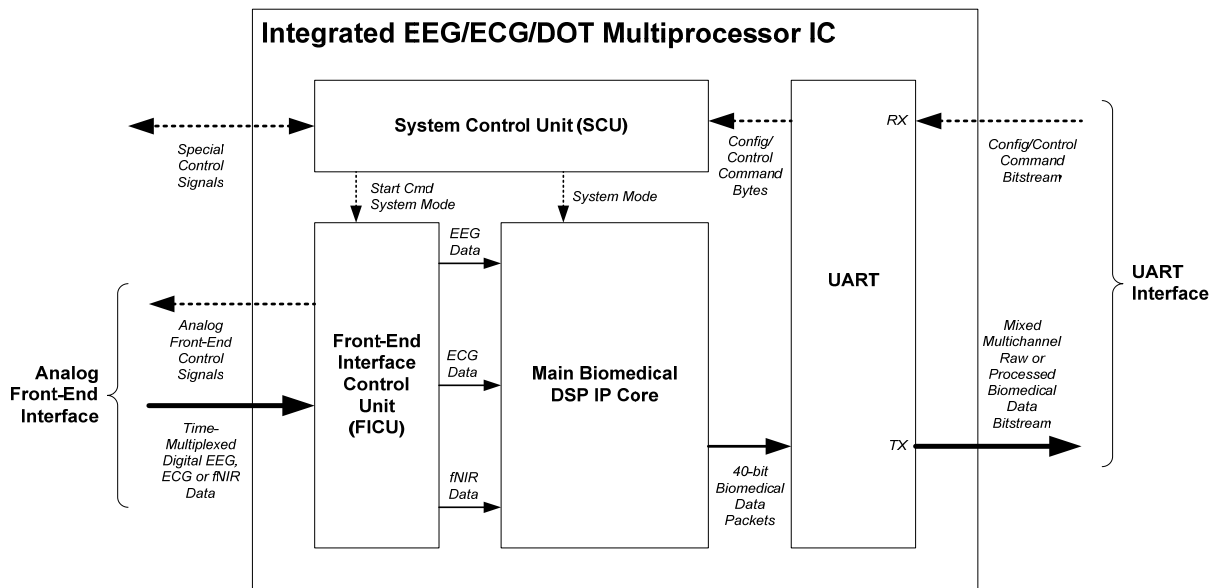 Integrated EEG/ECG/DOT Multiprocessor IC
System Control Unit (SCU)
Special
Control
Signals
Config/
Control
Command
Bytes
RX
Config/Control
Command
Bitstream
Start Cmd
System Mode
System Mode
EEG
Data
UART
UART
Interface
Analog
Front-End
Control
Signals
Front-End
Interface
Control
Unit
(FICU)
ECG
Data
Main Biomedical
DSP IP Core
Mixed
Multichannel
Raw or
Processed
Biomedical
Data
Bitstream
Analog
Front-End
Interface
Time-
Multiplexed
Digital EEG,
ECG or fNIR
Data
fNIR
Data
40-bit
Biomedical
Data
Packets
TX